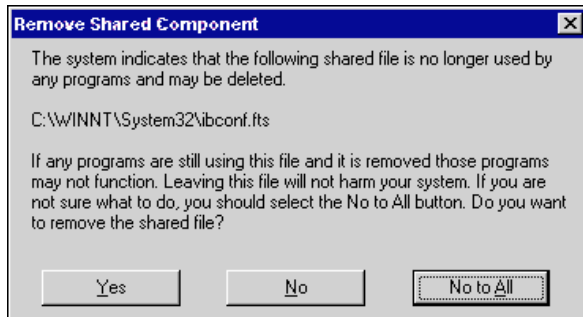 Remove Shared Component
The system indicates that the following shared file is no longer used by
any programs and may be deleted.
C:\WINNT\System32\ibconf.fts
If any programs are still using this file and it is removed those programs
may not function. Leaving this file will not harm your system. If you are
not sure what to do, you should select the No to All button. Do you want
to remove the shared file?
Yes No No to All